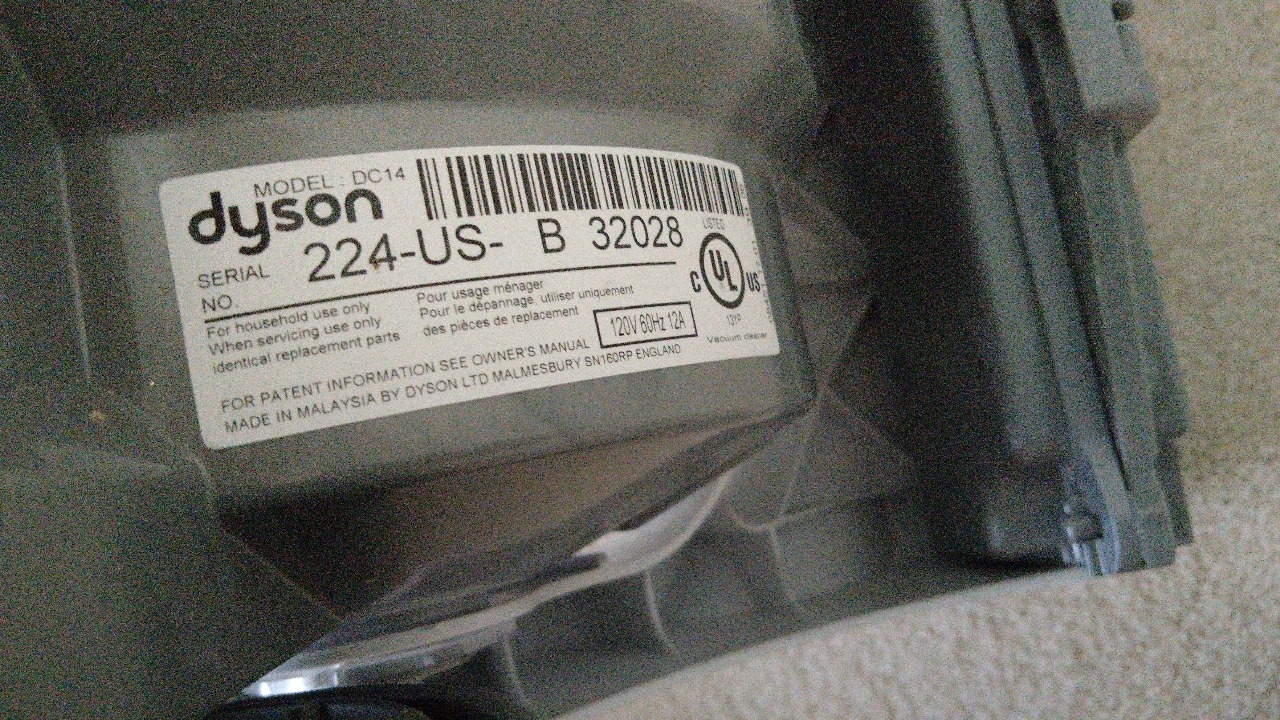 MODEL : DC14
dyson
SERIAL NO. 224-US- B 32028
LISTED
C UL US
13YP
Vacuum cleaner
For household use only
When servicing use only
identical replacement parts
Pour usage ménager
Pour le dépannage, utiliser uniquement
des pièces de replacement
120V 60Hz 12A
FOR PATENT INFORMATION SEE OWNER'S MANUAL
MADE IN MALAYSIA BY DYSON LTD MALMESBURY SN160RP ENGLAND